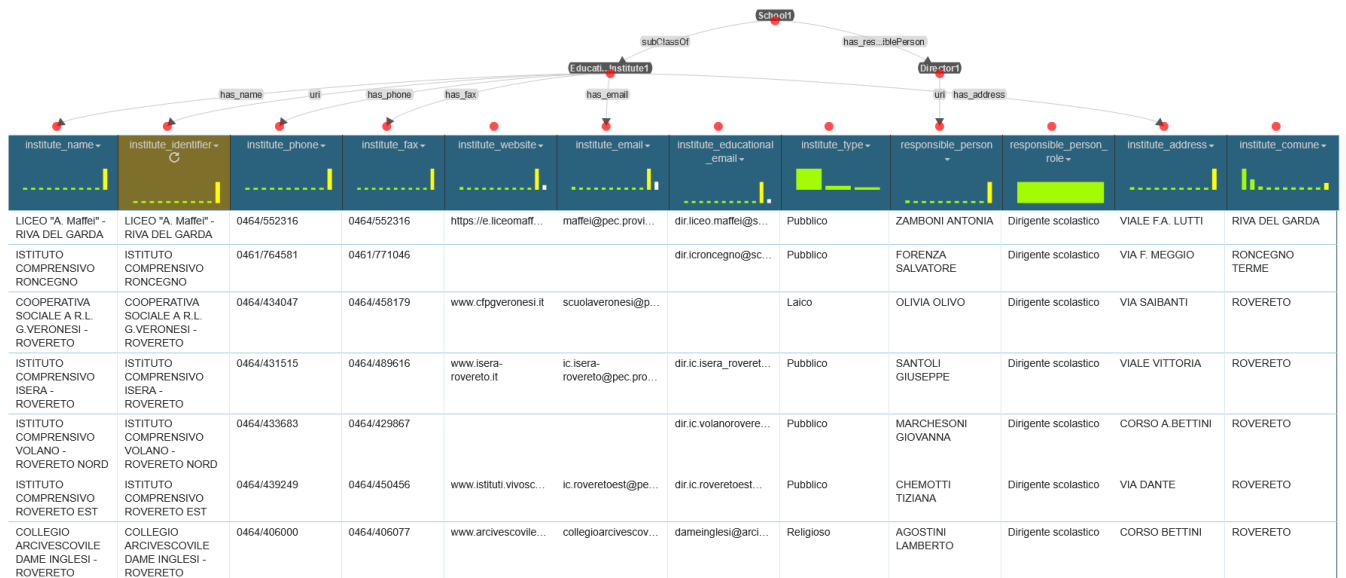 School1
subClassOf
has_res...iblePerson
Educati...Institute1
Director1
has_name
uri
has_phone
has_fax
has_email
uri
has_address
institute_name
institute_identifier
institute_phone
institute_fax
institute_website
institute_email
institute_educational
_email
institute_type
responsible_person
responsible_person_
role
institute_address
institute_comune
LICEO "A. Maffei" -
RIVA DEL GARDA
LICEO "A. Maffei" -
RIVA DEL GARDA
0464/552316
0464/552316
https://e.liceomaff...
maffei@pec.provi...
dir.liceo.maffei@s...
Pubblico
ZAMBONI ANTONIA
Dirigente scolastico
VIALE F.A. LUTTI
RIVA DEL GARDA
ISTITUTO
COMPRENSIVO
RONCEGNO
ISTITUTO
COMPRENSIVO
RONCEGNO
0461/764581
0461/771046
dir.icroncegno@sc...
Pubblico
FORENZA
SALVATORE
Dirigente scolastico
VIA F. MEGGIO
RONCEGNO
TERME
COOPERATIVA
SOCIALE A R.L.
G.VERONESI -
ROVERETO
COOPERATIVA
SOCIALE A R.L.
G.VERONESI -
ROVERETO
0464/434047
0464/458179
www.cfpgveronesi.it
scuolaveronesi@p...
Laico
OLIVIA OLIVO
Dirigente scolastico
VIA SAIBANTI
ROVERETO
ISTITUTO
COMPRENSIVO
ISERA -
ROVERETO
ISTITUTO
COMPRENSIVO
ISERA -
ROVERETO
0464/431515
0464/489616
www.isera-
rovereto.it
ic.isera-
rovereto@pec.pro...
dir.ic.isera_roveret...
Pubblico
SANTOLI
GIUSEPPE
Dirigente scolastico
VIALE VITTORIA
ROVERETO
ISTITUTO
COMPRENSIVO
VOLANO -
ROVERETO NORD
ISTITUTO
COMPRENSIVO
VOLANO -
ROVERETO NORD
0464/433683
0464/429867
dir.ic.volanorovere...
Pubblico
MARCHESONI
GIOVANNA
Dirigente scolastico
CORSO A.BETTINI
ROVERETO
ISTITUTO
COMPRENSIVO
ROVERETO EST
ISTITUTO
COMPRENSIVO
ROVERETO EST
0464/439249
0464/450456
www.istituti.vivosc...
ic.roveretoest@pe...
dir.ic.roveretoest...
Pubblico
CHEMOTTI
TIZIANA
Dirigente scolastico
VIA DANTE
ROVERETO
COLLEGIO
ARCIVESCOVILE
DAME INGLESI -
ROVERETO
COLLEGIO
ARCIVESCOVILE
DAME INGLESI -
ROVERETO
0464/406000
0464/406077
www.arcivescovile...
collegioarcivescov...
dameinglesi@arci...
Religioso
AGOSTINI
LAMBERTO
Dirigente scolastico
CORSO BETTINI
ROVERETO